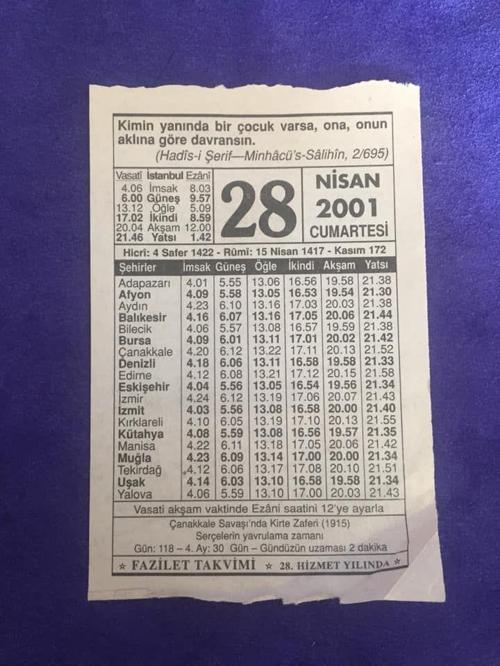 Kimin yanında bir çocuk varsa, ona, onun
aklına göre davransın.
(Hadîs-i Şerif—Minhâcü's-Sâlihîn, 2/695)
Vasatî İstanbul Ezânî
4.06 İmsak 8.03
6.00 Güneş 9.57
13.12 Öğle 5.09
17.02 İkindi 8.59
20.04 Akşam 12.00
21.46 Yatsı 1.42
28
NİSAN
2001
CUMARTESİ
Hicrî: 4 Safer 1422 - Rûmî: 15 Nisan 1417 - Kasım 172
Şehirler İmsak Güneş Öğle İkindi Akşam Yatsı
Adapazarı 4.01 5.55 13.06 16.56 19.58 21.38
Afyon 4.09 5.58 13.05 16.53 19.54 21.30
Aydın 4.23 6.10 13.16 17.03 20.03 21.38
Balıkesir 4.16 6.07 13.16 17.05 20.06 21.44
Bilecik 4.06 5.57 13.08 16.57 19.59 21.38
Bursa 4.09 6.01 13.11 17.01 20.02 21.42
Çanakkale 4.20 6.12 13.22 17.11 20.13 21.52
Denizli 4.18 6.06 13.11 16.58 19.58 21.33
Edirne 4.12 6.08 13.21 17.12 20.15 21.58
Eskişehir 4.04 5.56 13.05 16.54 19.56 21.34
İzmir 4.24 6.12 13.19 17.06 20.07 21.43
İzmit 4.03 5.56 13.08 16.58 20.00 21.40
Kırklareli 4.10 6.05 13.19 17.10 20.13 21.55
Kütahya 4.08 5.59 13.08 16.56 19.57 21.35
Manisa 4.22 6.11 13.18 17.05 20.06 21.42
Muğla 4.23 6.09 13.14 17.00 20.00 21.34
Tekirdağ 4.12 6.06 13.17 17.08 20.10 21.51
Uşak 4.14 6.03 13.10 16.58 19.58 21.34
Yalova 4.06 5.59 13.10 17.00 20.03 21.43
Vasati akşam vaktinde Ezânî saatini 12'ye ayarla
Çanakkale Savaşı'nda Kirte Zaferi (1915)
Serçelerin yavrulama zamanı
Gün: 118 – 4. Ay: 30 Gün – Gündüzün uzaması 2 dakika
* FAZİLET TAKVİMİ * 28. HİZMET YILINDA *